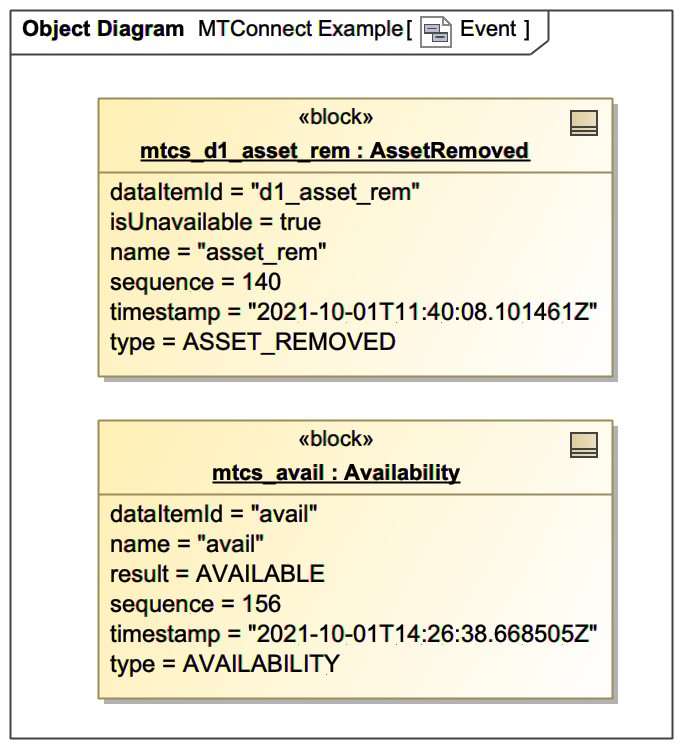 Object Diagram MTConnect Example[ Event ]
«block»
mtcs_d1_asset_rem : AssetRemoved
dataItemId = "d1_asset_rem"
isUnavailable = true
name = "asset_rem"
sequence = 140
timestamp = "2021-10-01T11:40:08.101461Z"
type = ASSET_REMOVED
«block»
mtcs_avail : Availability
dataItemId = "avail"
name = "avail"
result = AVAILABLE
sequence = 156
timestamp = "2021-10-01T14:26:38.668505Z"
type = AVAILABILITY